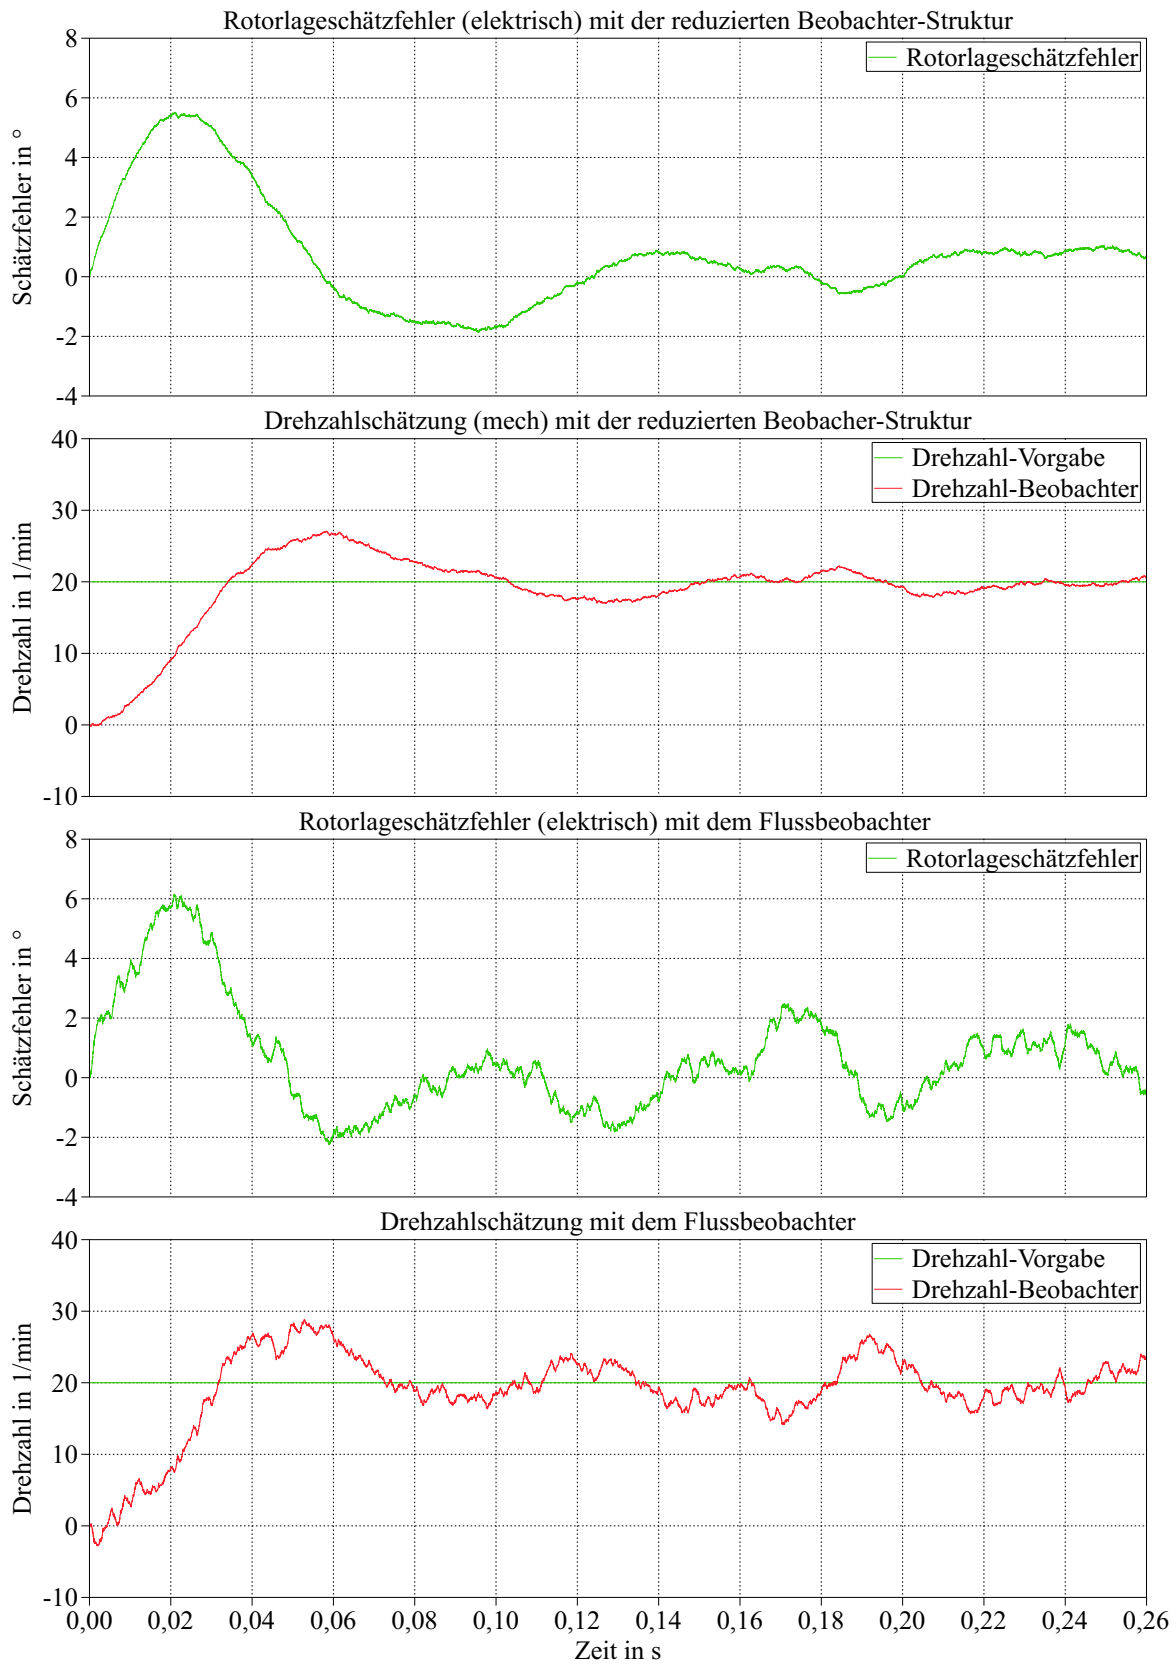 Rotorlageschätzfehler (elektrisch) mit der reduzierten Beobachter-Struktur
8
6
4
2
0
-2
-4
Schätzfehler in °
Rotorlageschätzfehler
Drehzahlschätzung (mech) mit der reduzierten Beobacher-Struktur
40
30
20
10
0
-10
Drehzahl in 1/min
Drehzahl-Vorgabe
Drehzahl-Beobachter
Rotorlageschätzfehler (elektrisch) mit dem Flussbeobachter
8
6
4
2
0
-2
-4
Schätzfehler in °
Rotorlageschätzfehler
Drehzahlschätzung mit dem Flussbeobachter
40
30
20
10
0
-10
Drehzahl in 1/min
Drehzahl-Vorgabe
Drehzahl-Beobachter
0,00 0,02 0,04 0,06 0,08 0,10 0,12 0,14 0,16 0,18 0,20 0,22 0,24 0,26
Zeit in s